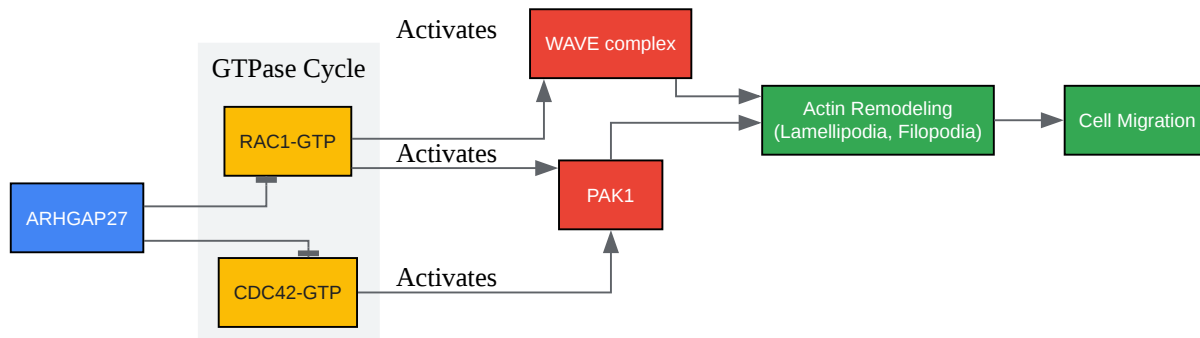 Activates
WAVE complex
GTPase Cycle
RAC1-GTP
Activates
Actin Remodeling
(Lamellipodia, Filopodia)
Cell Migration
ARHGAP27
PAK1
CDC42-GTP
Activates